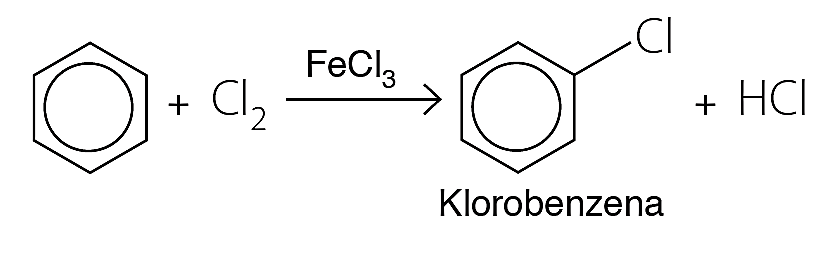 FeCl₃
+ Cl₂
Cl
+ HCl
Klorobenzena